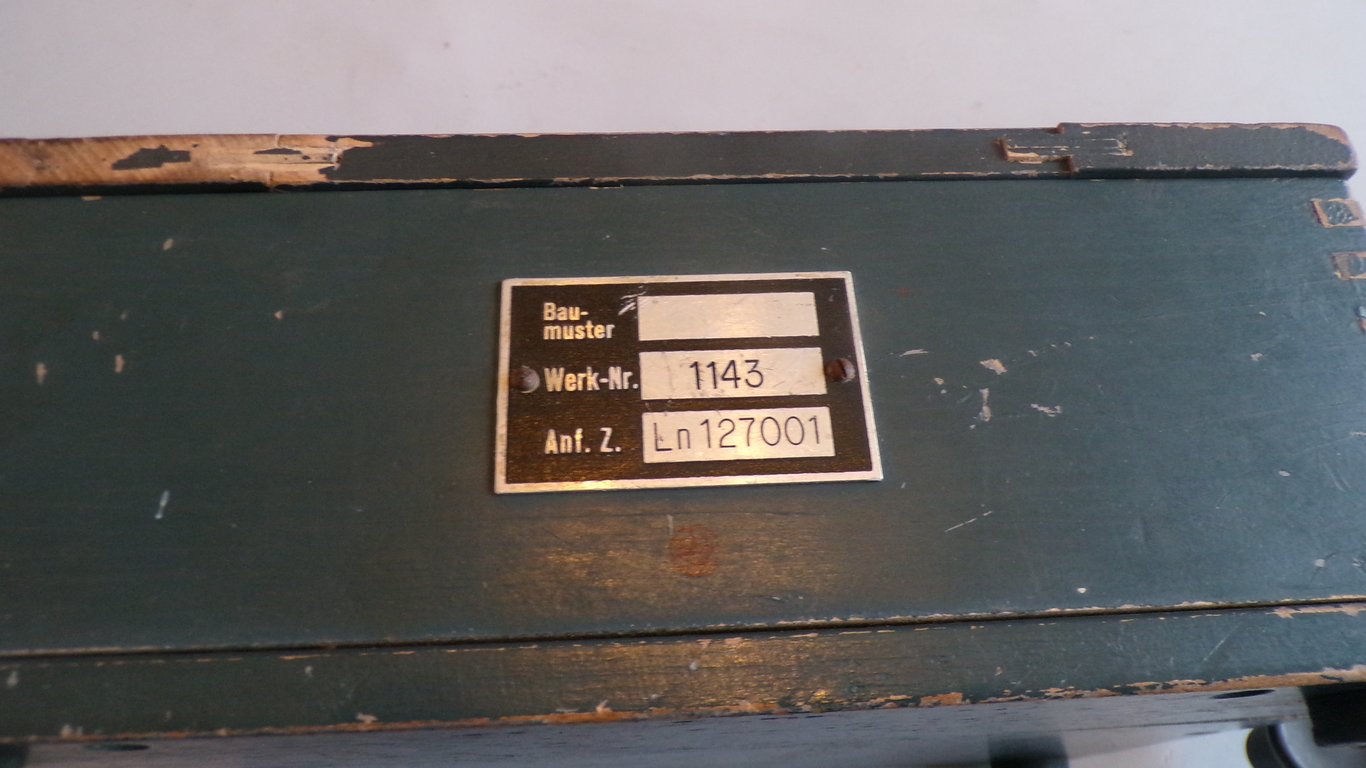 Bau-
muster
Werk-Nr. 1143
Anf. Z. Ln 127001